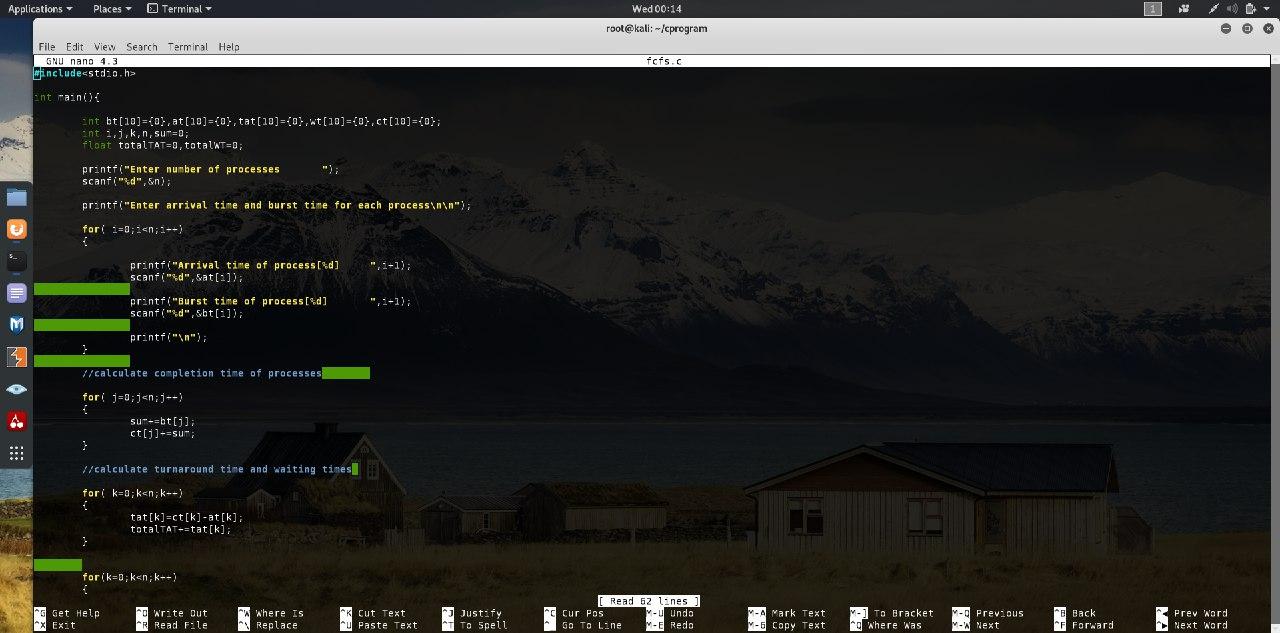 Applications Places Terminal Wed 00:14 1
root@kali: ~/cprogram
File Edit View Search Terminal Help
GNU nano 4.3 fcfs.c
#include<stdio.h>
int main(){
int bt[10]={0},at[10]={0},tat[10]={0},wt[10]={0},ct[10]={0};
int i,j,k,n,sum=0;
float totalTAT=0,totalWT=0;
printf("Enter number of processes       ");
scanf("%d",&n);
printf("Enter arrival time and burst time for each process\n\n");
for( i=0;i<n;i++)
{
printf("Arrival time of process[%d]     ",i+1);
scanf("%d",&at[i]);
printf("Burst time of process[%d]       ",i+1);
scanf("%d",&bt[i]);
printf("\n");
}
//calculate completion time of processes
for( j=0;j<n;j++)
{
sum+=bt[j];
ct[j]+=sum;
}
//calculate turnaround time and waiting times
for( k=0;k<n;k++)
{
tat[k]=ct[k]-at[k];
totalTAT+=tat[k];
}
for(k=0;k<n;k++)
{
[ Read 62 lines ]
^G Get Help ^O Write Out ^W Where Is ^K Cut Text ^J Justify ^C Cur Pos M-U Undo M-A Mark Text M-] To Bracket M-Q Previous ^B Back ^◀ Prev Word
^X Exit ^R Read File ^\ Replace ^U Paste Text ^T To Spell ^_ Go To Line M-E Redo M-6 Copy Text ^Q Where Was M-W Next ^F Forward ^▶ Next Word